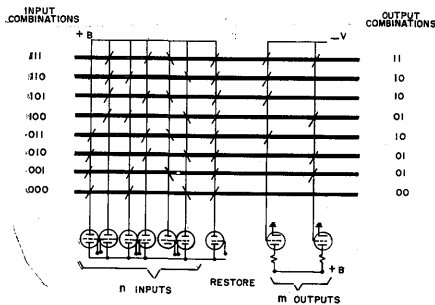 INPUT
COMBINATIONS
OUTPUT
COMBINATIONS
+B
-V
111 11
110 10
101 10
100 01
011 10
010 01
001 01
000 00
+B
n INPUTS
RESTORE
m OUTPUTS